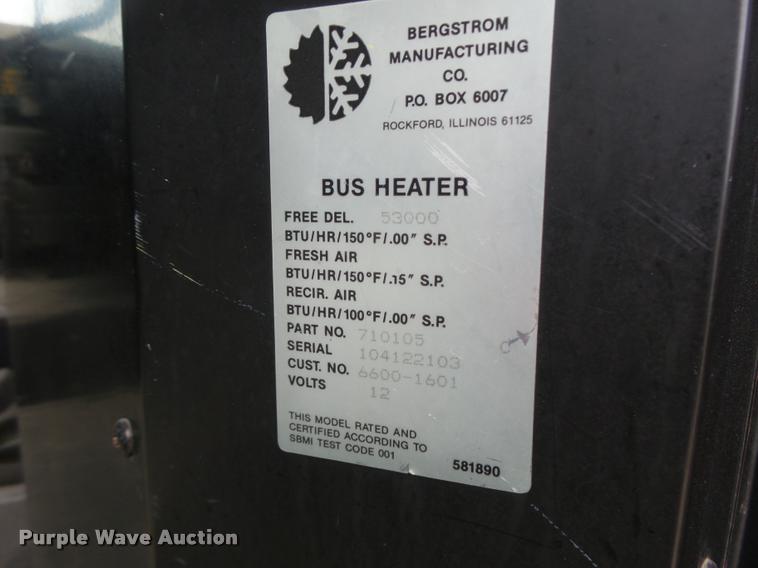 BERGSTROM
MANUFACTURING
CO.
P.O. BOX 6007
ROCKFORD, ILLINOIS 61125
BUS HEATER
FREE DEL. 53000
BTU/HR/150°F/.00" S.P.
FRESH AIR
BTU/HR/150°F/.15" S.P.
RECIR. AIR
BTU/HR/100°F/.00" S.P.
PART NO. 710105
SERIAL 104122103
CUST. NO. 6600-1601
VOLTS 12
THIS MODEL RATED AND
CERTIFIED ACCORDING TO
SBMI TEST CODE 001
581890
Purple Wave Auction